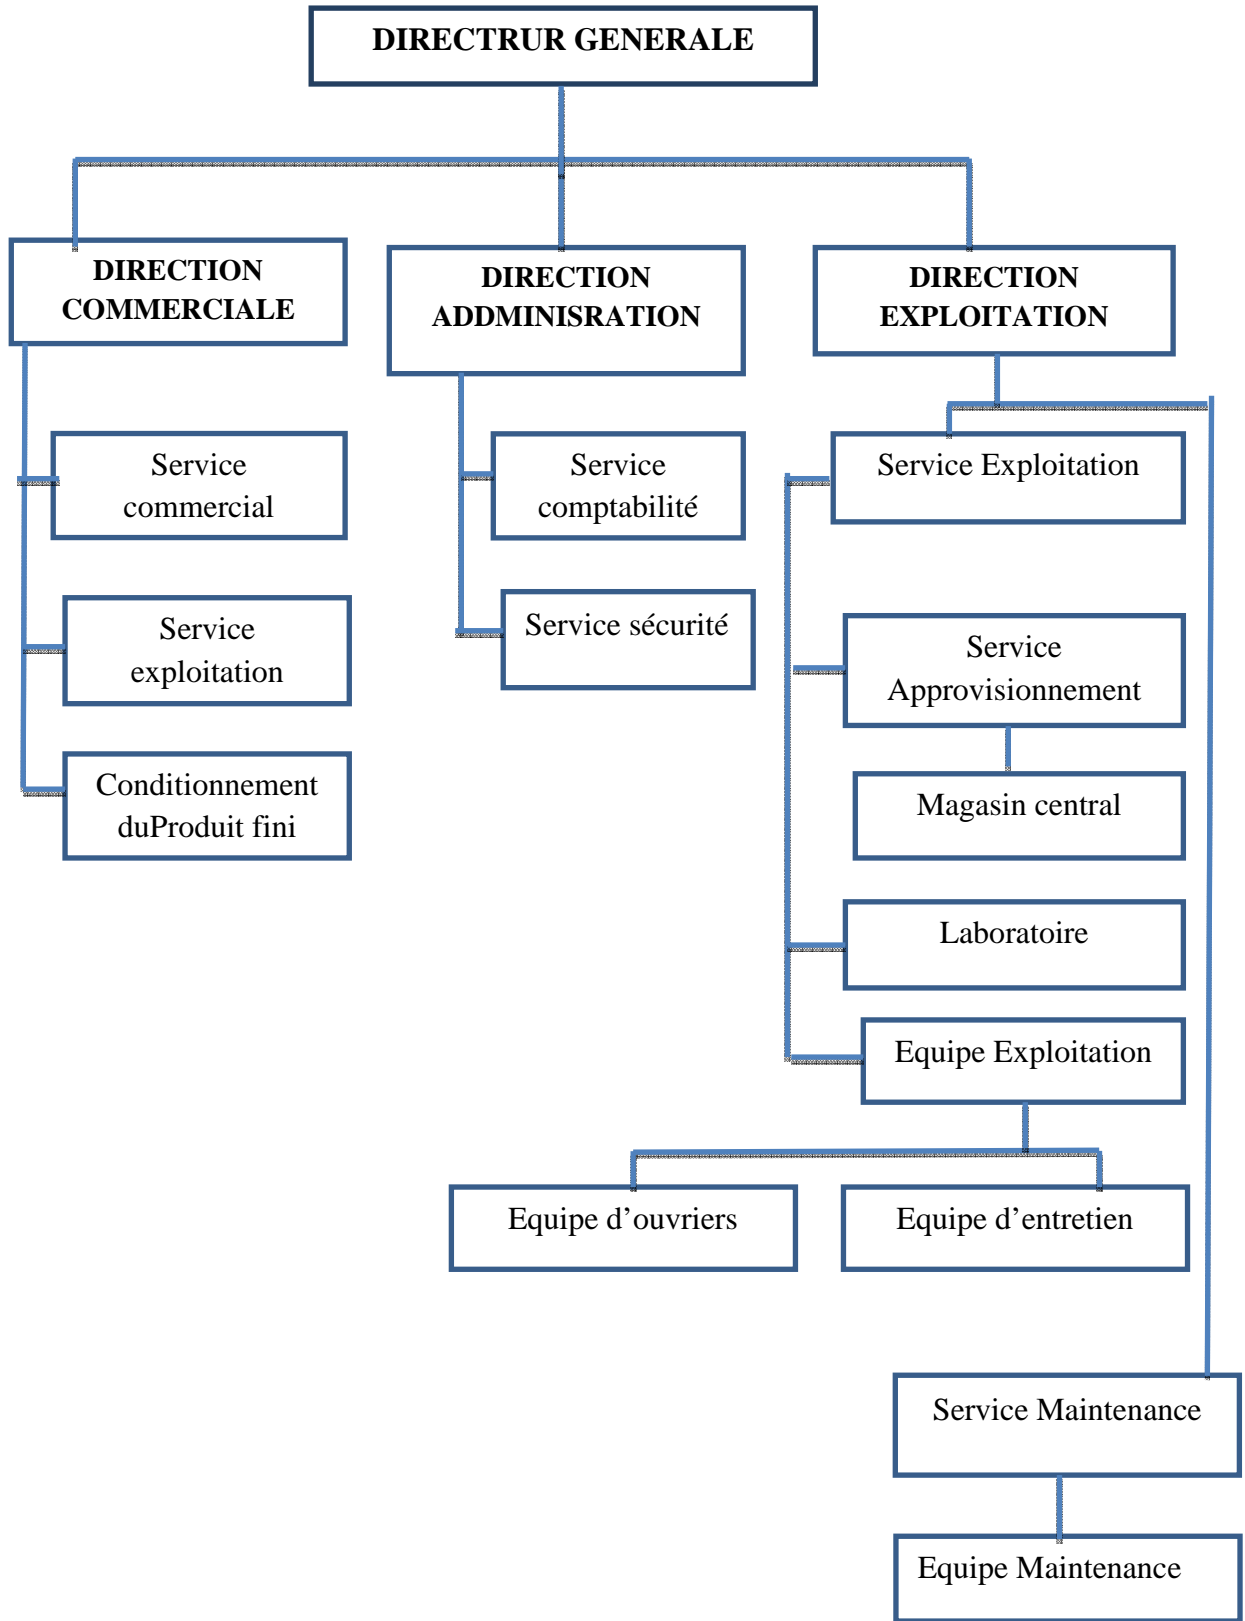 DIRECTRUR GENERALE
DIRECTION
COMMERCIALE
DIRECTION
ADDMINISRATION
DIRECTION
EXPLOITATION
Service
commercial
Service
exploitation
Conditionnement
duProduit fini
Service
comptabilité
Service sécurité
Service Exploitation
Service
Approvisionnement
Magasin central
Laboratoire
Equipe Exploitation
Equipe d’ouvriers
Equipe d’entretien
Service Maintenance
Equipe Maintenance